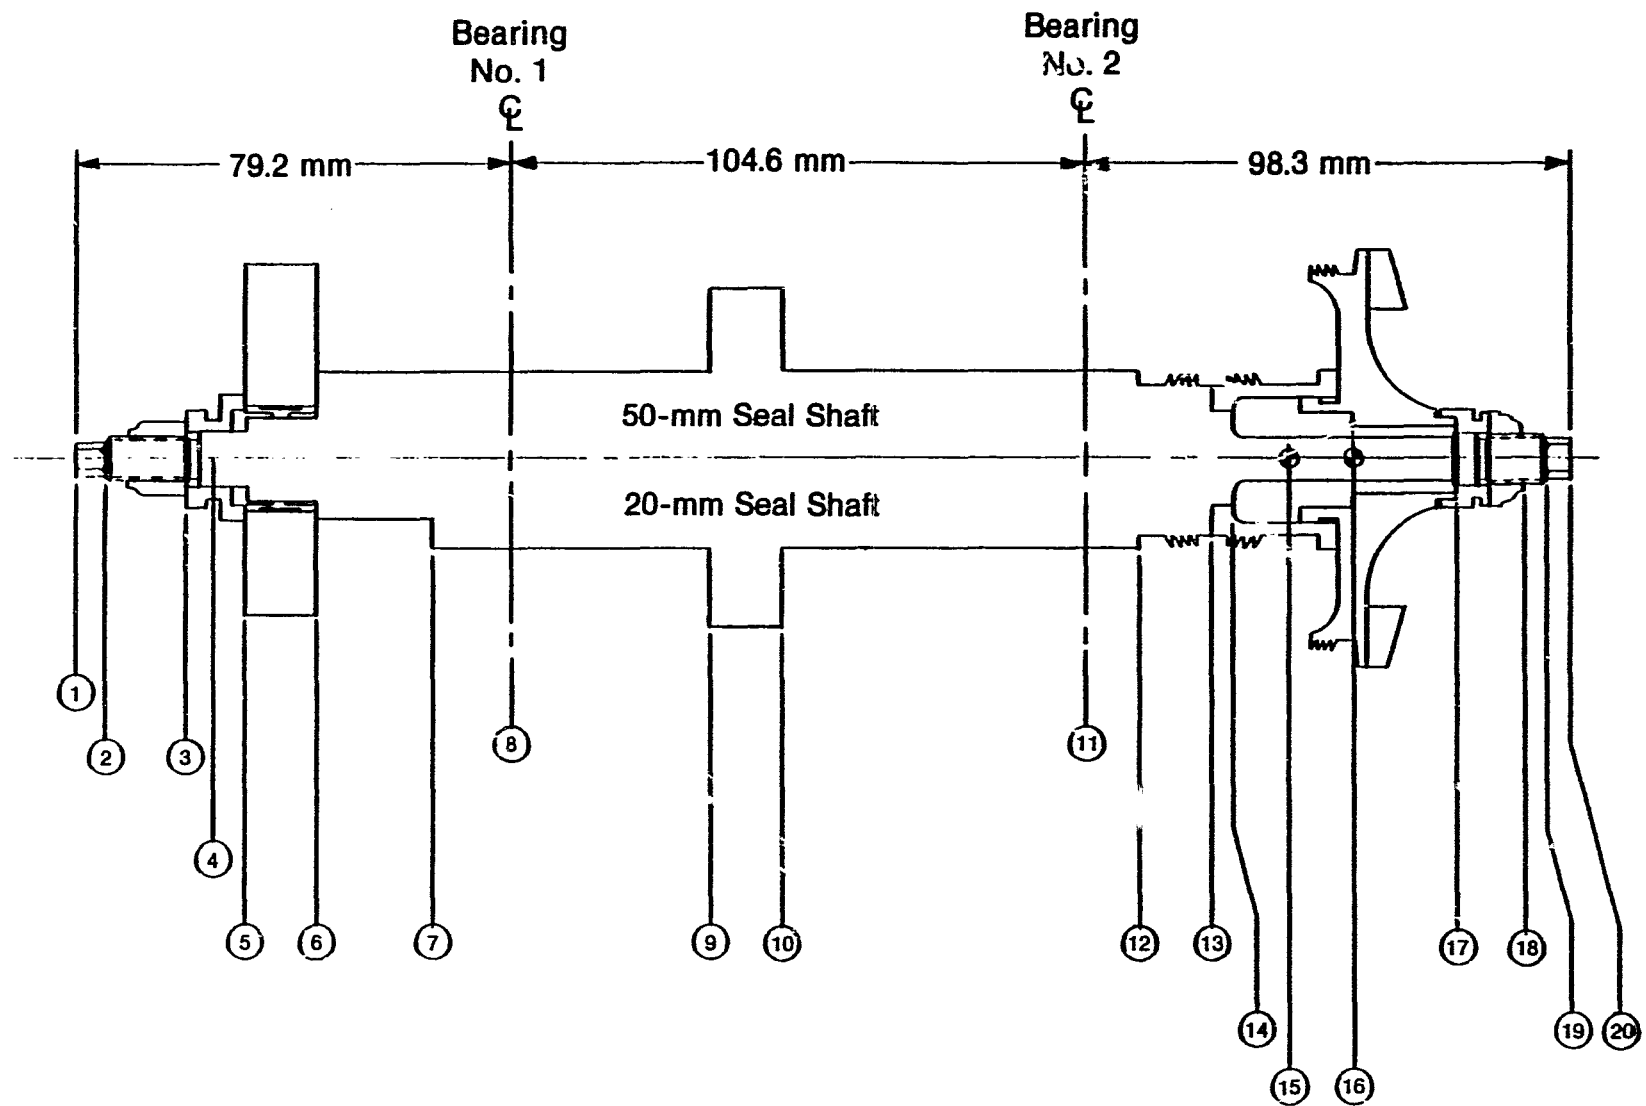 Bearing
No. 1
℄
Bearing
No. 2
℄
79.2 mm
104.6 mm
98.3 mm
50-mm Seal Shaft
20-mm Seal Shaft
1
2
3
4
5
6
7
8
9
10
11
12
13
14
15
16
17
18
19
20